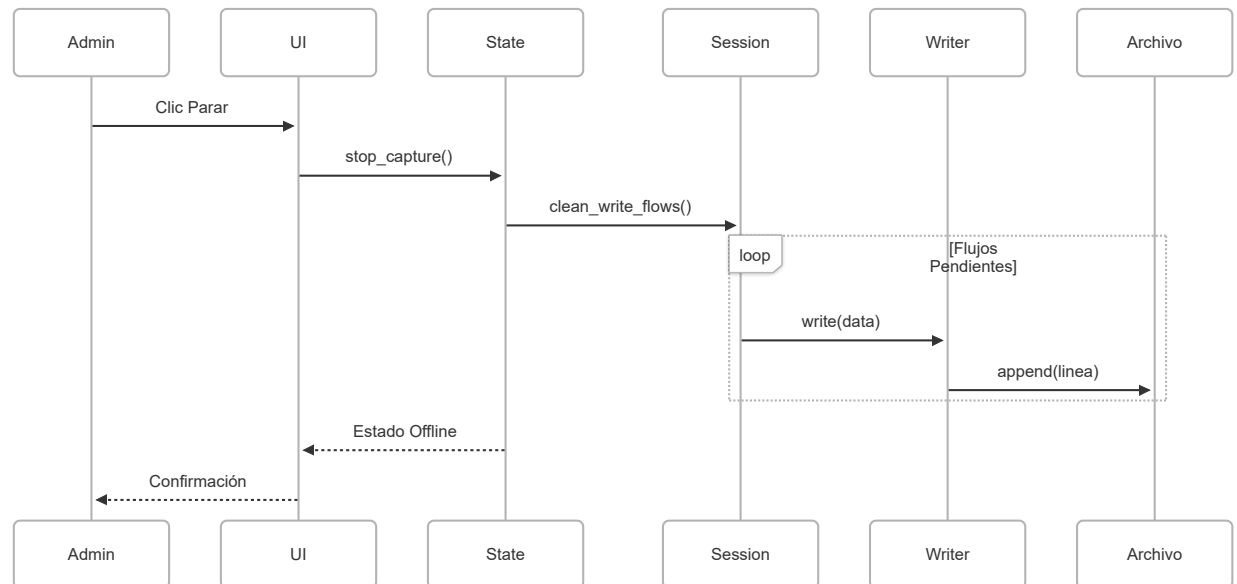 Admin
UI
State
Session
Writer
Archivo
Clic Parar
stop_capture()
clean_write_flows()
loop
[Flujos
Pendientes]
write(data)
append(linea)
Estado Offline
Confirmación
Admin
UI
State
Session
Writer
Archivo